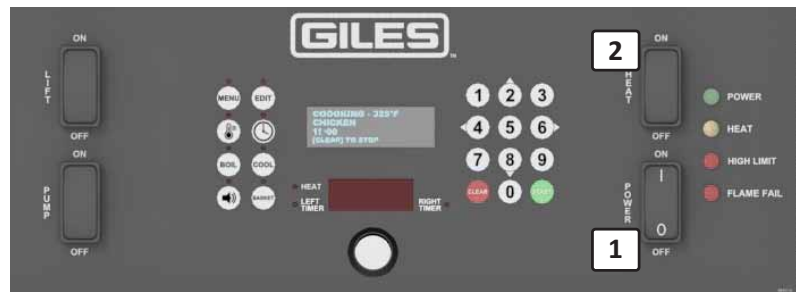 GILES
TM
ON
LIFT
OFF
ON
PUMP
OFF
MENU EDIT
BOIL COOL
BASKET
COOOKING - 325°F
CHICKEN
11:00
[CLEAR] TO STOP
HEAT
LEFT TIMER
RIGHT TIMER
1 2 3
4 5 6
7 8 9
CLEAR 0 START
2
ON
HEAT
OFF
ON
POWER
I
O
1
OFF
POWER
HEAT
HIGH LIMIT
FLAME FAIL